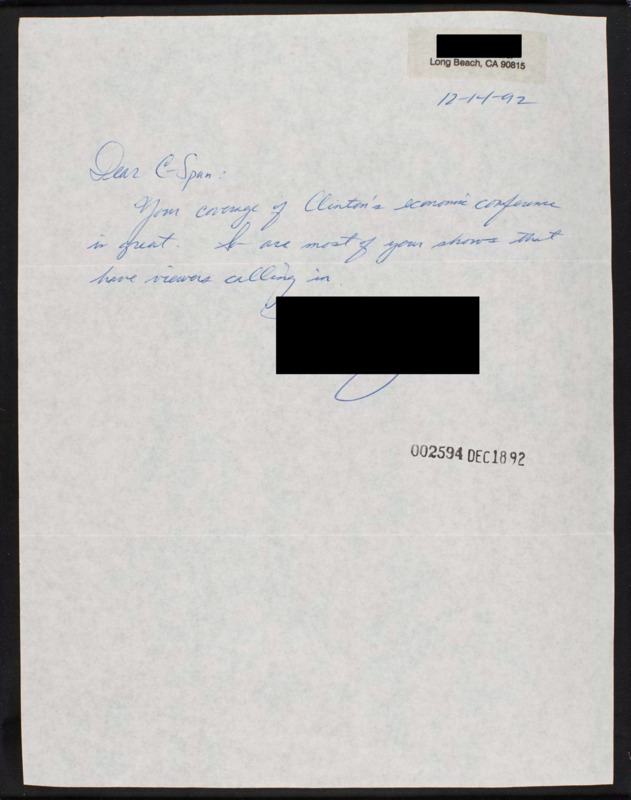 Long Beach, CA 90815
12-14-92
Dear C-Span:
Your coverage of Clinton's economic conference
is great. So are most of your shows that
have viewers calling in.
002594 DEC 18 92